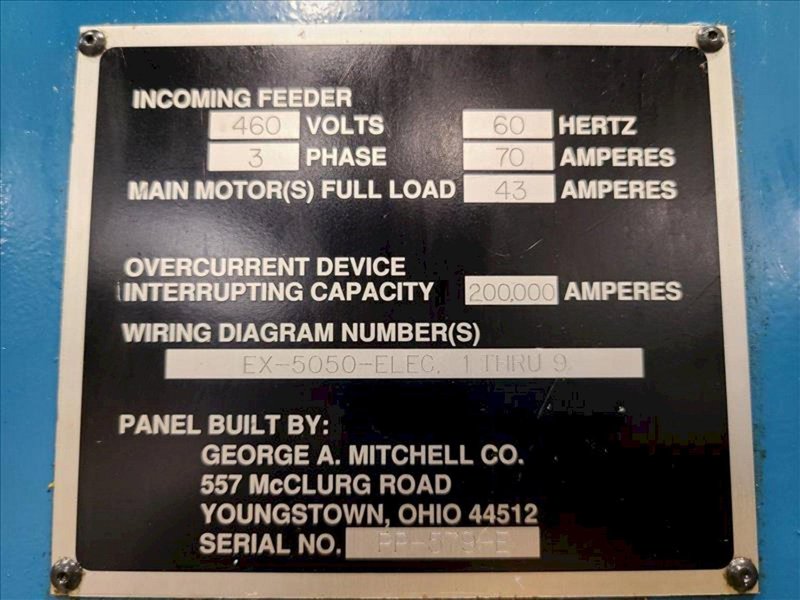 INCOMING FEEDER
460 VOLTS 60 HERTZ
3 PHASE 70 AMPERES
MAIN MOTOR(S) FULL LOAD 43 AMPERES
OVERCURRENT DEVICE
INTERRUPTING CAPACITY 200,000 AMPERES
WIRING DIAGRAM NUMBER(S)
EX-5050-ELEC. 1 THRU 9
PANEL BUILT BY:
GEORGE A. MITCHELL CO.
557 McCLURG ROAD
YOUNGSTOWN, OHIO 44512
SERIAL NO. PP-579-E